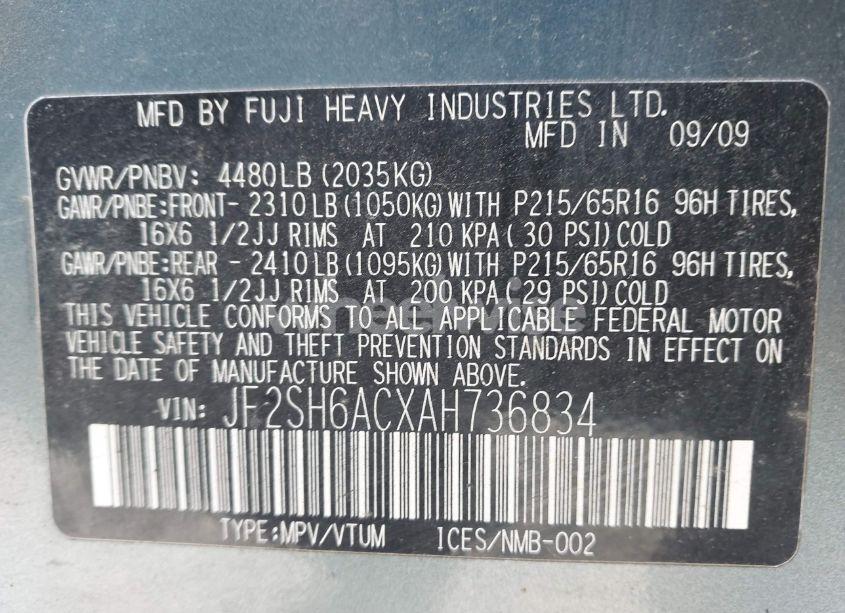 MFD BY FUJI HEAVY INDUSTRIES LTD.
MFD IN 09/09
GVWR/PNBV: 4480LB (2035KG)
GAWR/PNBE:FRONT- 2310LB(1050KG)WITH P215/65R16 96H TIRES,
16X6 1/2JJ RIMS AT 210 KPA( 30 PSI)COLD
GAWR/PNBE:REAR - 2410LB(1095KG)WITH P215/65R16 96H TIRES,
16X6 1/2JJ RIMS AT 200 KPA(29 PSI)COLD
THIS VEHICLE CONFORMS TO ALL APPLICABLE FEDERAL MOTOR
VEHICLE SAFETY AND THEFT PREVENTION STANDARDS IN EFFECT ON
THE DATE OF MANUFACTURE SHOWN ABOVE.
VIN: JF2SH6ACXAH736834
TYPE:MPV/VTUM ICES/NMB-002